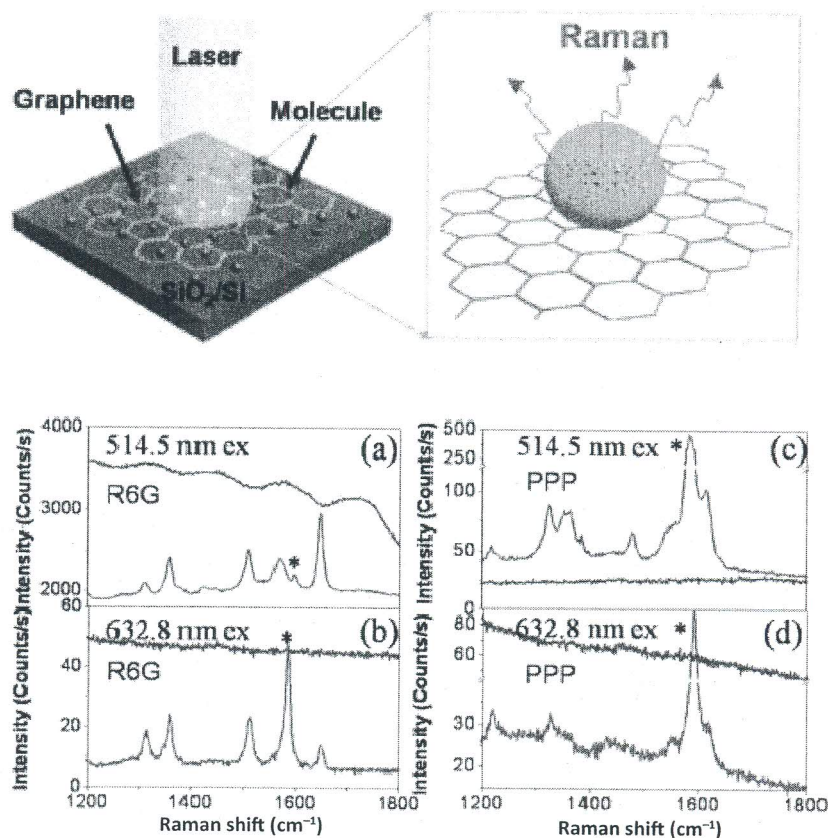 Laser
Graphene
Molecule
SiO₂/Si
Raman
Intensity (Counts/s)
4000
3000
2000
514.5 nm ex
(a)
R6G
*
Intensity (Counts/s)
60
40
20
0
632.8 nm ex
*
(b)
R6G
1200
1400
1600
1800
Raman shift (cm⁻¹)
Intensity (Counts/s)
500
250
100
50
0
514.5 nm ex
*
(c)
PPP
Intensity (Counts/s)
80
60
30
20
632.8 nm ex
*
(d)
PPP
1200
1400
1600
1800
Raman shift (cm⁻¹)